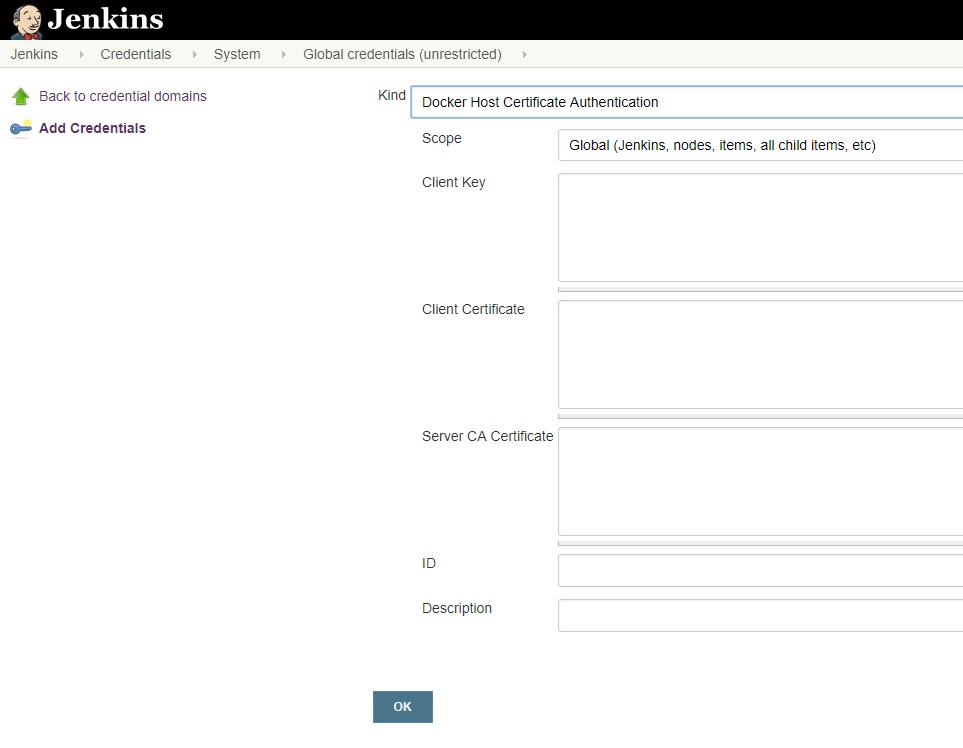 Jenkins
Jenkins Credentials System Global credentials (unrestricted)
Back to credential domains
Add Credentials
Kind Docker Host Certificate Authentication
Scope Global (Jenkins, nodes, items, all child items, etc)
Client Key
Client Certificate
Server CA Certificate
ID
Description
OK